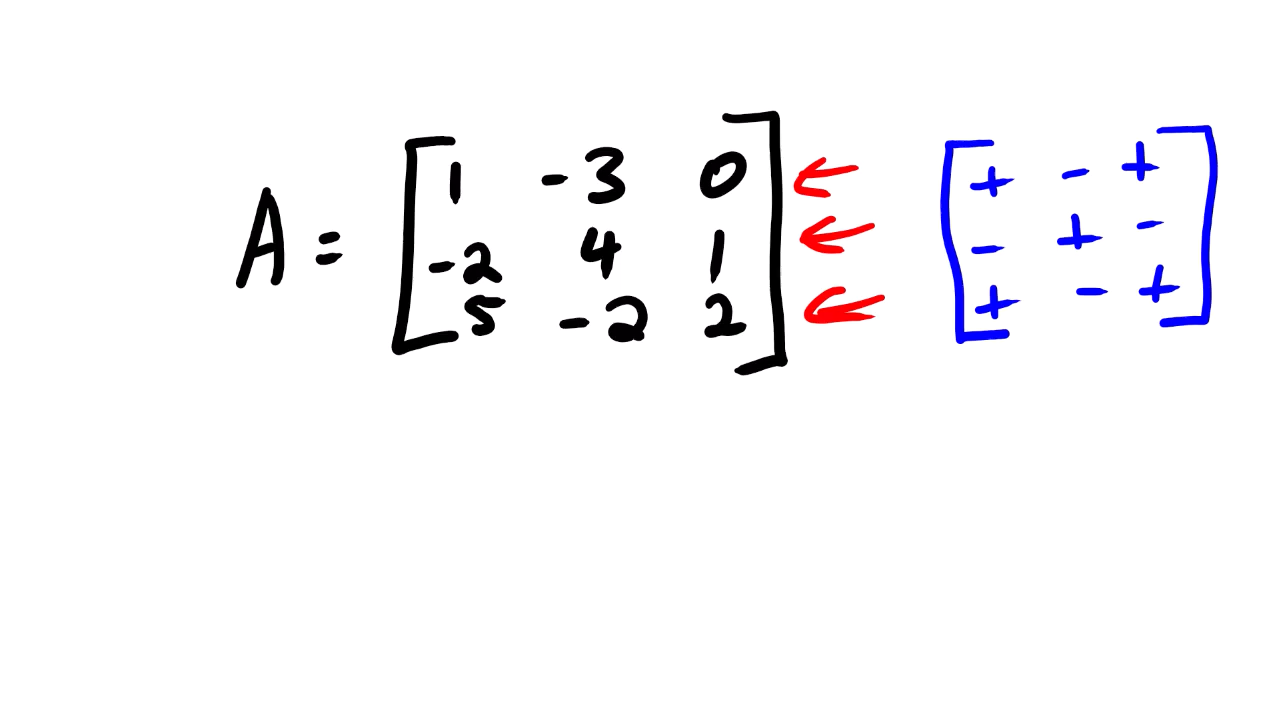 A = [ 1 -3 0 ] ← [ + - + ]
[ -2 4 1 ] ← [ - + - ]
[ 5 -2 2 ] ← [ + - + ]